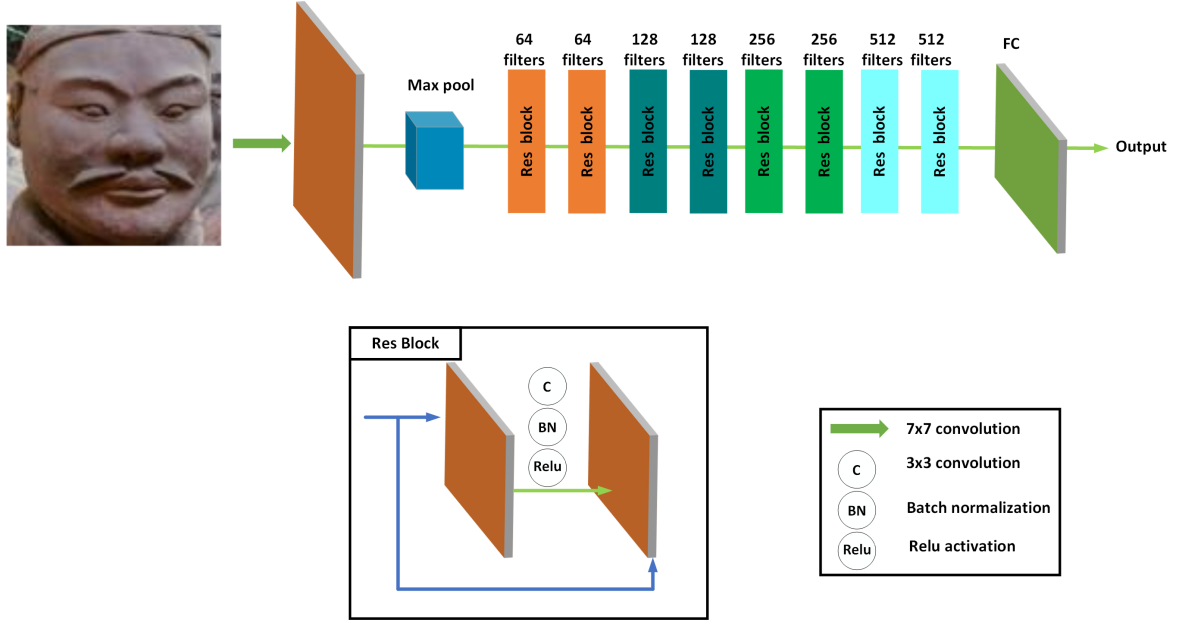 64 filters
64 filters
128 filters
128 filters
256 filters
256 filters
512 filters
512 filters
FC
Max pool
Res block
Res block
Res block
Res block
Res block
Res block
Res block
Res block
Output
Res Block
C
BN
Relu
7x7 convolution
C
3x3 convolution
BN
Batch normalization
Relu
Relu activation